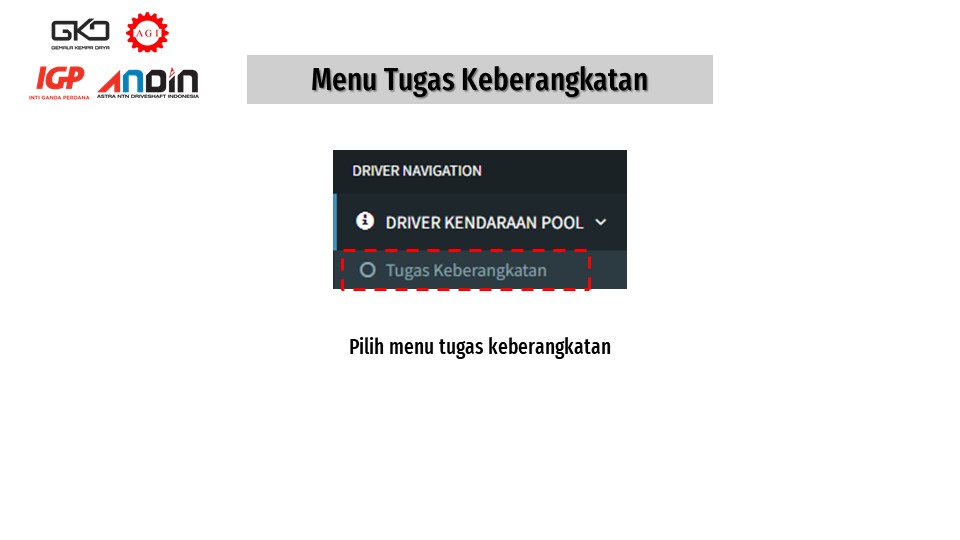 GKD
GEMALA KEMPA DAYA
AGI
IGP
INTI GANDA PERDANA
ANDIN
ASTRA NTN DRIVESHAFT INDONESIA
Menu Tugas Keberangkatan
DRIVER NAVIGATION
DRIVER KENDARAAN POOL
Tugas Keberangkatan
Pilih menu tugas keberangkatan